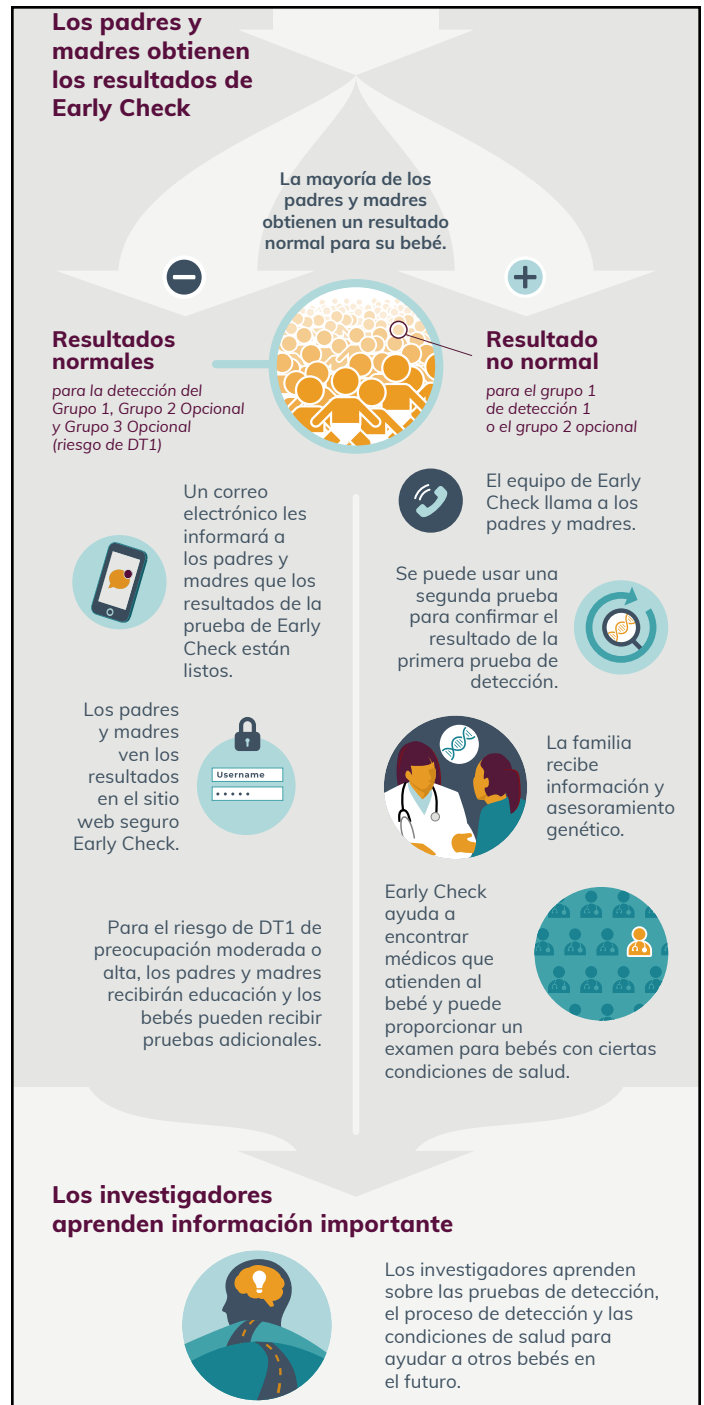 Los padres y
madres obtienen
los resultados de
Early Check
La mayoría de los
padres y madres
obtienen un resultado
normal para su bebé.
Resultados
normales
para la detección del
Grupo 1, Grupo 2 Opcional
y Grupo 3 Opcional
(riesgo de DT1)
Un correo
electrónico les
informará a
los padres y
madres que los
resultados de la
prueba de Early
Check están
listos.
Los padres
y madres
ven los
resultados
en el sitio
web seguro
Early Check.
Username
Para el riesgo de DT1 de
preocupación moderada o
alta, los padres y madres
recibirán educación y los
bebés pueden recibir
pruebas adicionales.
Resultado
no normal
para el grupo 1
de detección 1
o el grupo 2 opcional
El equipo de Early
Check llama a los
padres y madres.
Se puede usar una
segunda prueba
para confirmar el
resultado de la
primera prueba de
detección.
La familia
recibe
información y
asesoramiento
genético.
Early Check
ayuda a
encontrar
médicos que
atienden al
bebé y puede
proporcionar un
examen para bebés con ciertas
condiciones de salud.
Los investigadores
aprenden información importante
Los investigadores aprenden
sobre las pruebas de detección,
el proceso de detección y las
condiciones de salud para
ayudar a otros bebés en
el futuro.